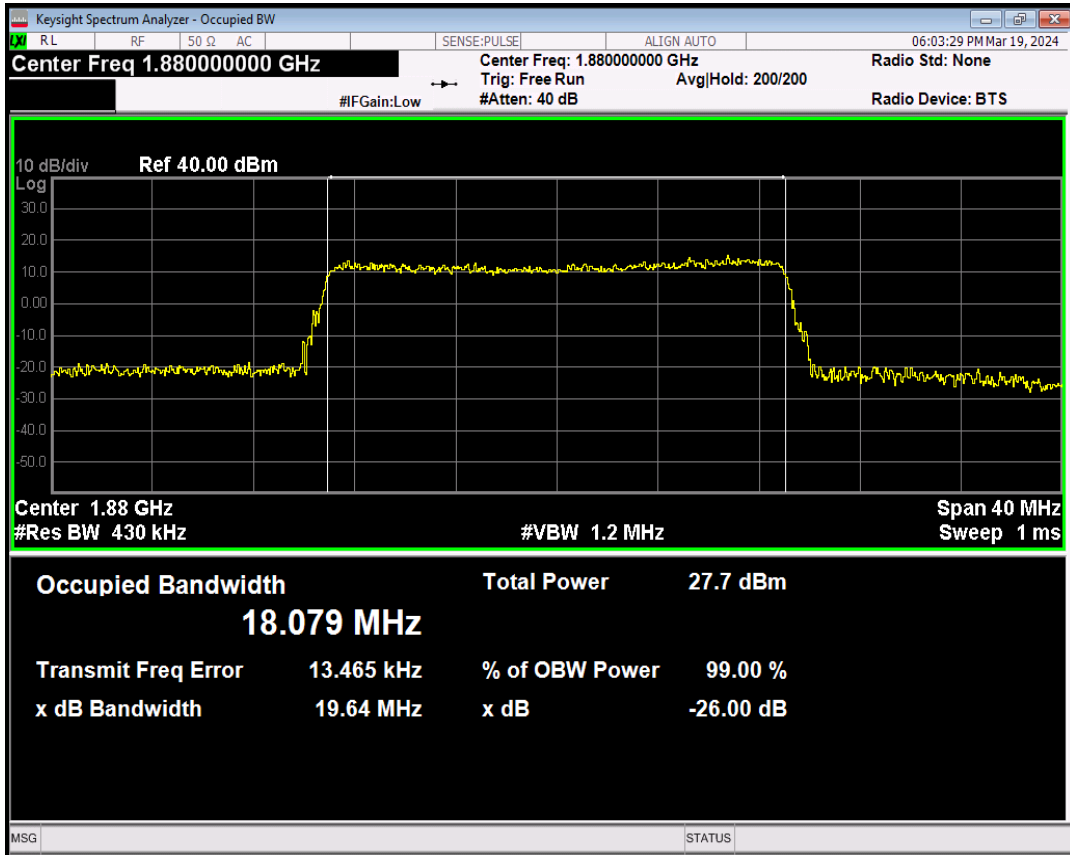 Keysight Spectrum Analyzer - Occupied BW
LXI RL RF 50 Ω AC SENSE:PULSE ALIGN AUTO 06:03:29 PM Mar 19, 2024
Center Freq 1.880000000 GHz Center Freq: 1.880000000 GHz Radio Std: None
Trig: Free Run Avg|Hold: 200/200
#IFGain:Low #Atten: 40 dB Radio Device: BTS
10 dB/div Ref 40.00 dBm
Log
30.0
20.0
10.0
0.00
-10.0
-20.0
-30.0
-40.0
-50.0
Center 1.88 GHz Span 40 MHz
#Res BW 430 kHz #VBW 1.2 MHz Sweep 1 ms
Occupied Bandwidth Total Power 27.7 dBm
18.079 MHz
Transmit Freq Error 13.465 kHz % of OBW Power 99.00 %
x dB Bandwidth 19.64 MHz x dB -26.00 dB
MSG STATUS